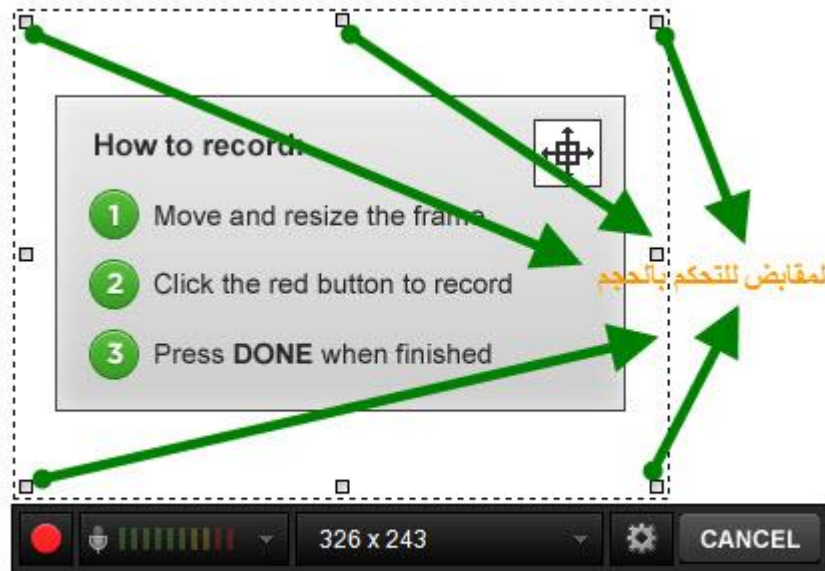 How to record:
1 Move and resize the frame
2 Click the red button to record
3 Press DONE when finished
المقابض للتحكم بالحجم
326 x 243
CANCEL